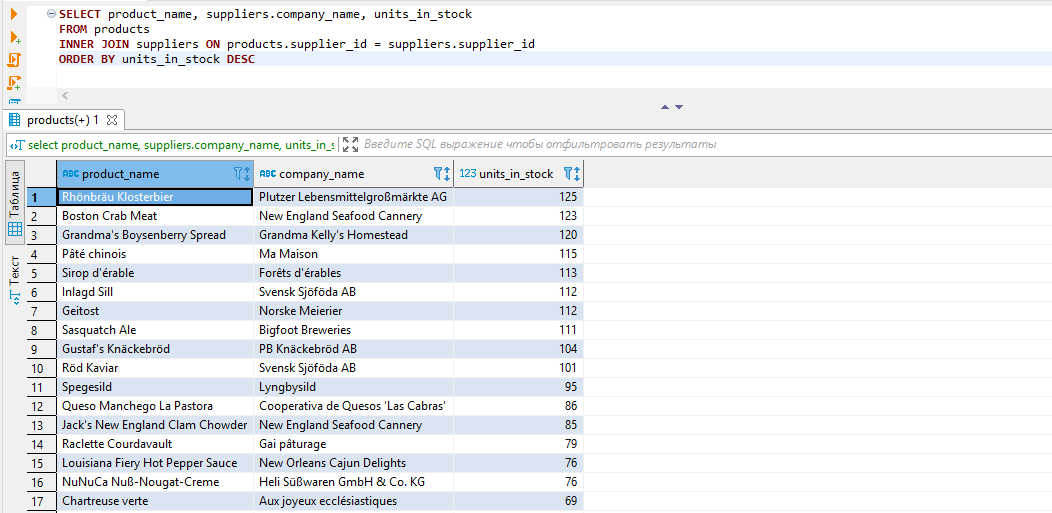 SELECT product_name, suppliers.company_name, units_in_stock
FROM products
INNER JOIN suppliers ON products.supplier_id = suppliers.supplier_id
ORDER BY units_in_stock DESC
products(+) 1
select product_name, suppliers.company_name, units_in_s
Введите SQL выражение чтобы отфильтровать результаты
Таблица
Текст
ABC product_name ABC company_name 123 units_in_stock
1 Rhönbräu Klosterbier Plutzer Lebensmittelgroßmärkte AG 125
2 Boston Crab Meat New England Seafood Cannery 123
3 Grandma's Boysenberry Spread Grandma Kelly's Homestead 120
4 Pâté chinois Ma Maison 115
5 Sirop d'érable Forêts d'érables 113
6 Inlagd Sill Svensk Sjöföda AB 112
7 Geitost Norske Meierier 112
8 Sasquatch Ale Bigfoot Breweries 111
9 Gustaf's Knäckebröd PB Knäckebröd AB 104
10 Röd Kaviar Svensk Sjöföda AB 101
11 Spegesild Lyngbysild 95
12 Queso Manchego La Pastora Cooperativa de Quesos 'Las Cabras' 86
13 Jack's New England Clam Chowder New England Seafood Cannery 85
14 Raclette Courdavault Gai pâturage 79
15 Louisiana Fiery Hot Pepper Sauce New Orleans Cajun Delights 76
16 NuNuCa Nuß-Nougat-Creme Heli Süßwaren GmbH & Co. KG 76
17 Chartreuse verte Aux joyeux ecclésiastiques 69